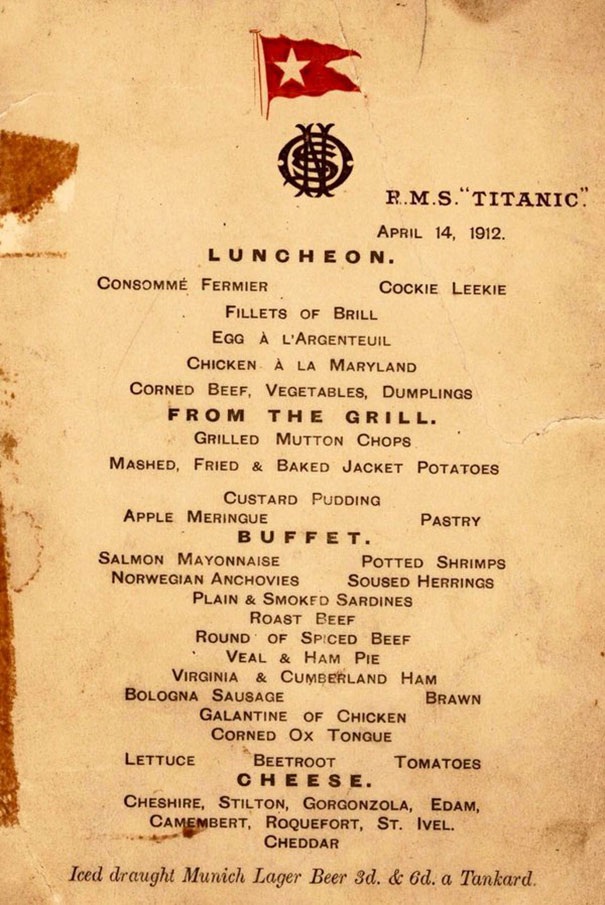 R.M.S. "TITANIC".
APRIL 14, 1912.
LUNCHEON.
CONSOMMÉ FERMIER COCKIE LEEKIE
FILLETS OF BRILL
EGG À L'ARGENTEUIL
CHICKEN À LA MARYLAND
CORNED BEEF, VEGETABLES, DUMPLINGS
FROM THE GRILL.
GRILLED MUTTON CHOPS
MASHED, FRIED & BAKED JACKET POTATOES
CUSTARD PUDDING
APPLE MERINGUE PASTRY
BUFFET.
SALMON MAYONNAISE POTTED SHRIMPS
NORWEGIAN ANCHOVIES SOUSED HERRINGS
PLAIN & SMOKED SARDINES
ROAST BEEF
ROUND OF SPICED BEEF
VEAL & HAM PIE
VIRGINIA & CUMBERLAND HAM
BOLOGNA SAUSAGE BRAWN
GALANTINE OF CHICKEN
CORNED OX TONGUE
LETTUCE BEETROOT TOMATOES
CHEESE.
CHESHIRE, STILTON, GORGONZOLA, EDAM,
CAMEMBERT, ROQUEFORT, ST. IVEL.
CHEDDAR
Iced draught Munich Lager Beer 3d. & 6d. a Tankard.